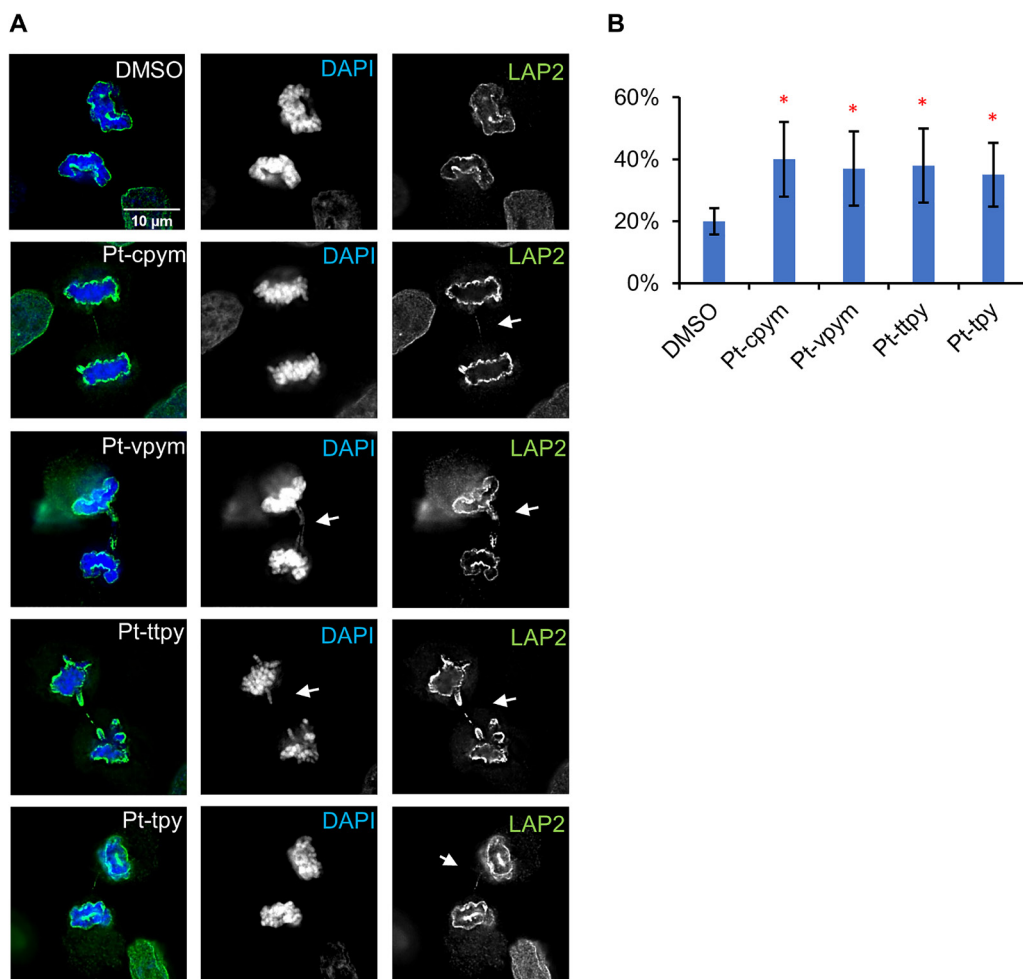 A
B
DMSO
DAPI
LAP2
10 µm
Pt-cpym
DAPI
LAP2
Pt-vpym
DAPI
LAP2
Pt-ttpy
DAPI
LAP2
Pt-tpy
DAPI
LAP2
60%
40%
20%
0%
* * * *
DMSO
Pt-cpym
Pt-vpym
Pt-ttpy
Pt-tpy